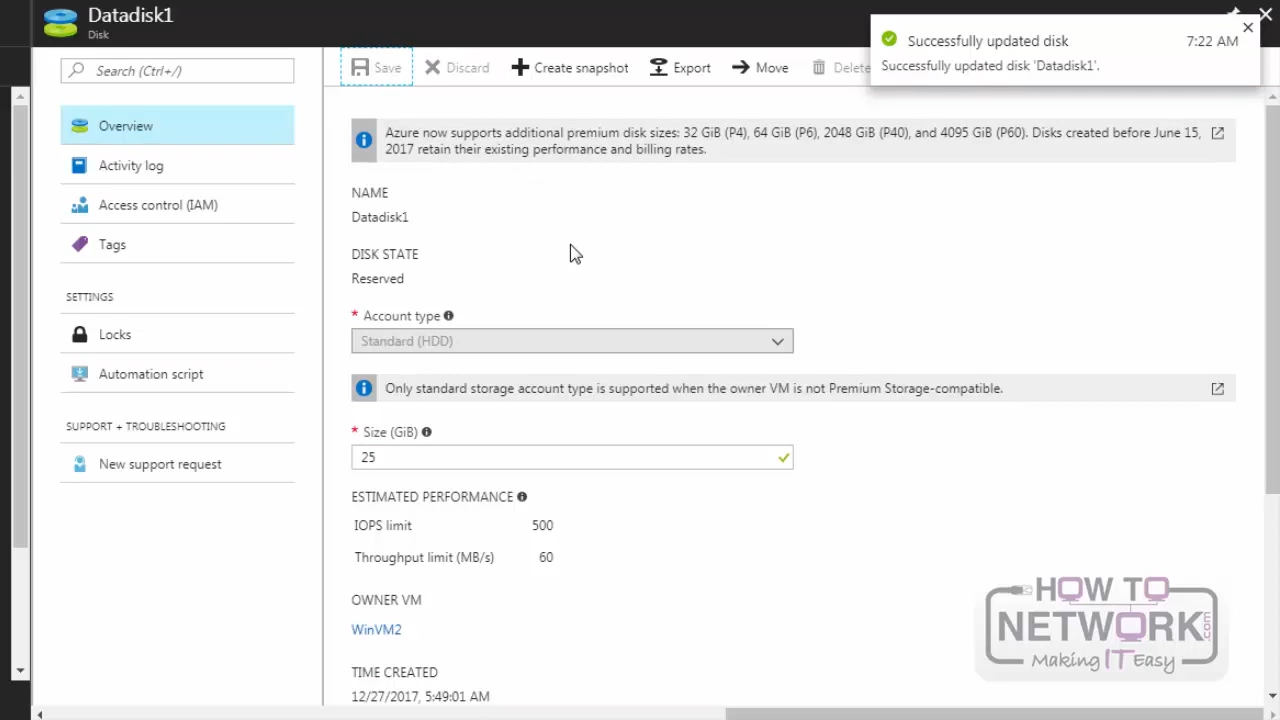 Datadisk1
Disk
Successfully updated disk 7:22 AM
Successfully updated disk 'Datadisk1'.
Search (Ctrl+/)
Save Discard Create snapshot Export Move Delete
Overview
Activity log
Access control (IAM)
Tags
SETTINGS
Locks
Automation script
SUPPORT + TROUBLESHOOTING
New support request
Azure now supports additional premium disk sizes: 32 GiB (P4), 64 GiB (P6), 2048 GiB (P40), and 4095 GiB (P60). Disks created before June 15,
2017 retain their existing performance and billing rates.
NAME
Datadisk1
DISK STATE
Reserved
* Account type
Standard (HDD)
Only standard storage account type is supported when the owner VM is not Premium Storage-compatible.
* Size (GiB)
25
ESTIMATED PERFORMANCE
IOPS limit 500
Throughput limit (MB/s) 60
OWNER VM
WinVM2
TIME CREATED
12/27/2017, 5:49:01 AM
HOW TO
NETWORK.com
Making IT Easy